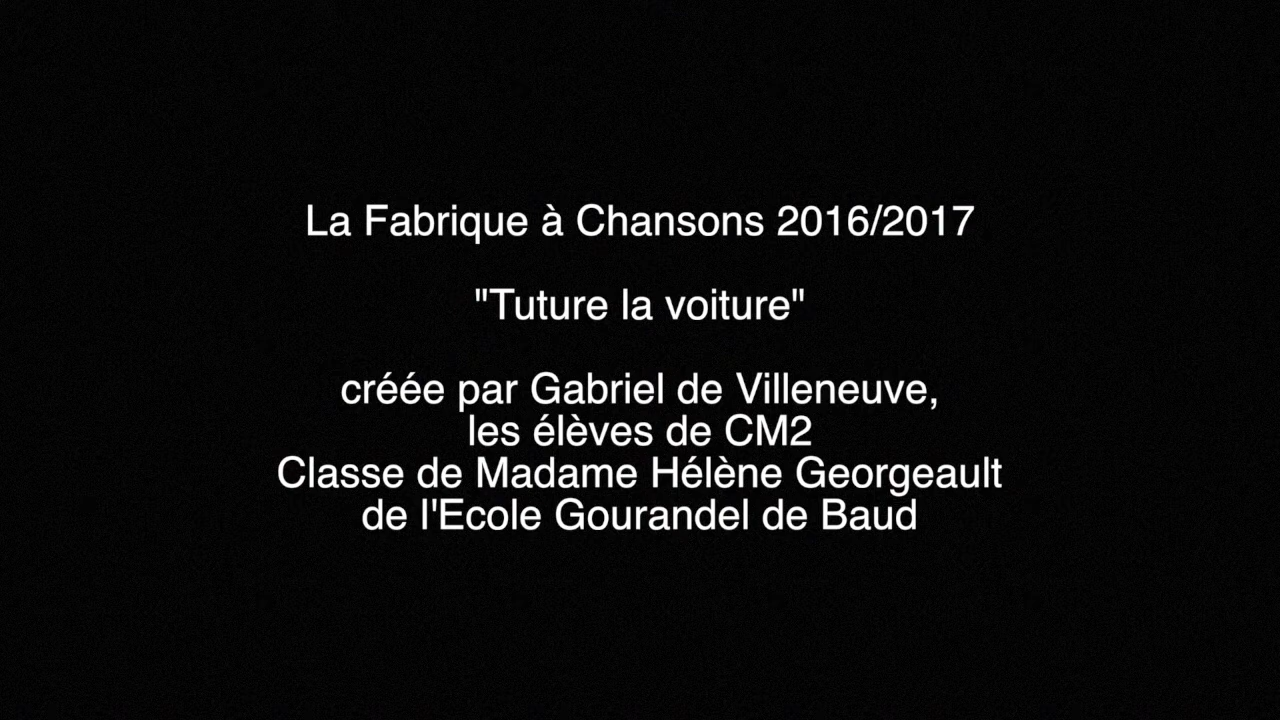 La Fabrique à Chansons 2016/2017
"Tuture la voiture"
créée par Gabriel de Villeneuve,
les élèves de CM2
Classe de Madame Hélène Georgeault
de l'Ecole Gourandel de Baud